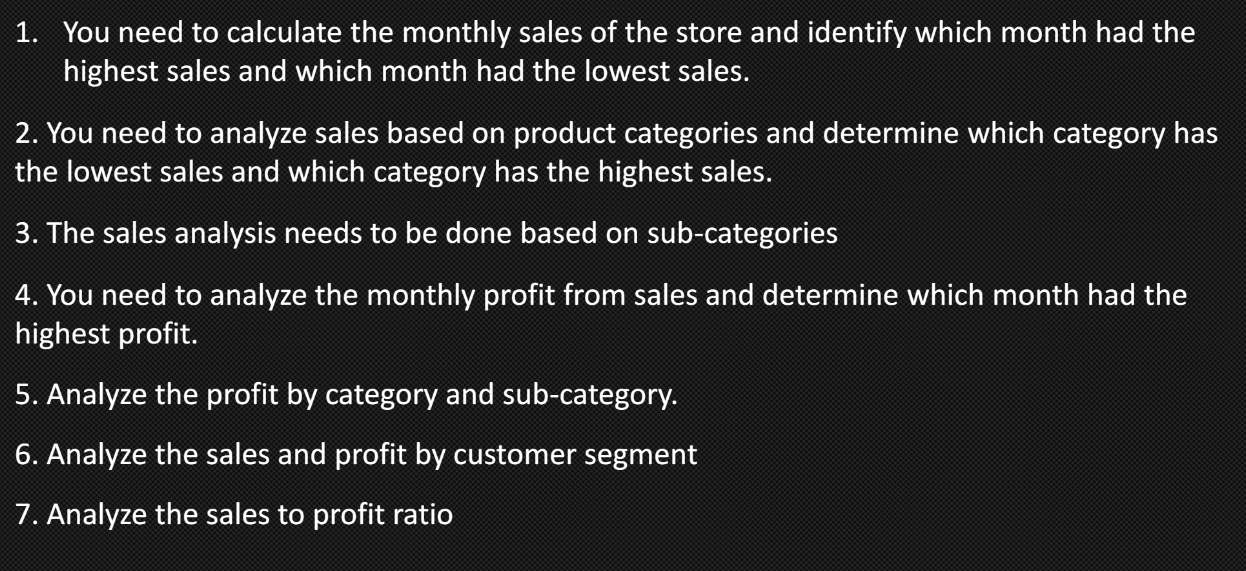 1. You need to calculate the monthly sales of the store and identify which month had the
highest sales and which month had the lowest sales.
2. You need to analyze sales based on product categories and determine which category has
the lowest sales and which category has the highest sales.
3. The sales analysis needs to be done based on sub-categories
4. You need to analyze the monthly profit from sales and determine which month had the
highest profit.
5. Analyze the profit by category and sub-category.
6. Analyze the sales and profit by customer segment
7. Analyze the sales to profit ratio